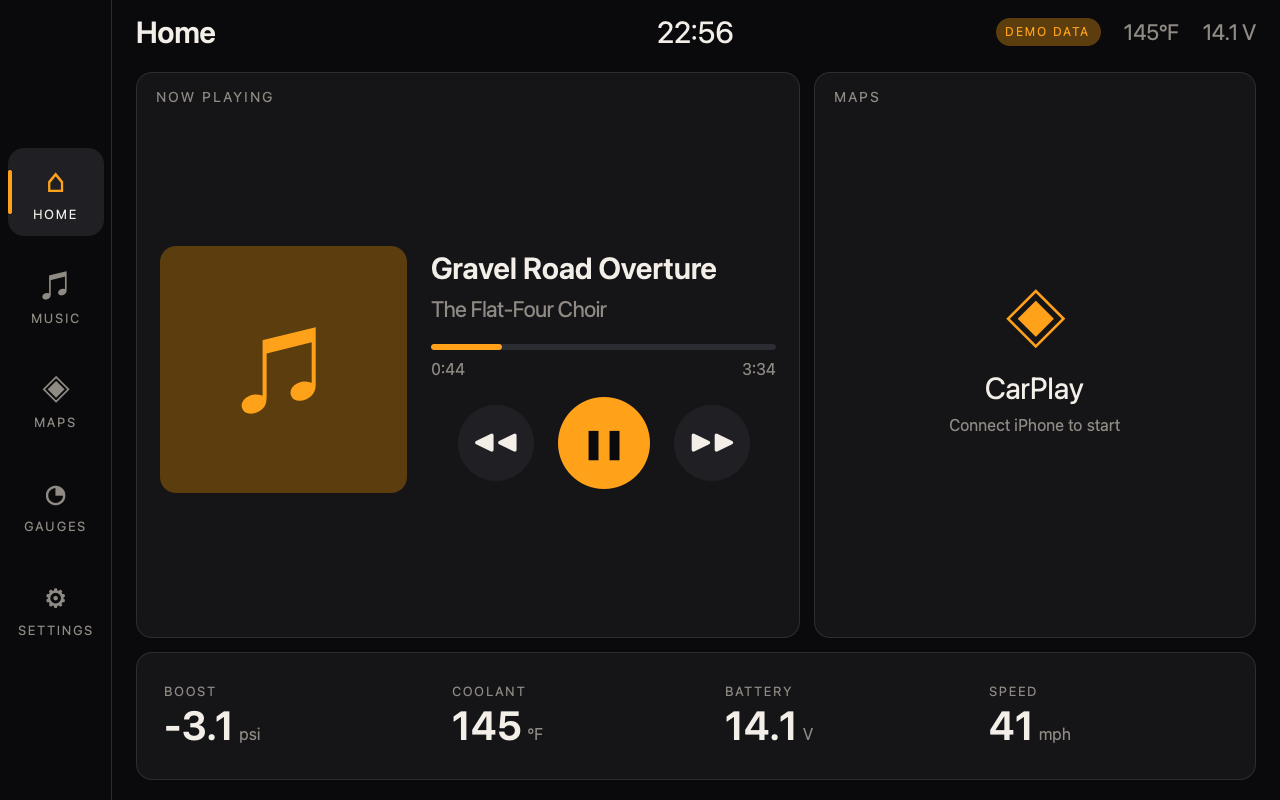 Home
22:56
DEMO DATA
145°F
14.1 V
HOME
MUSIC
MAPS
GAUGES
SETTINGS
NOW PLAYING
Gravel Road Overture
The Flat-Four Choir
0:44
3:34
MAPS
CarPlay
Connect iPhone to start
BOOST
-3.1 psi
COOLANT
145 °F
BATTERY
14.1 V
SPEED
41 mph